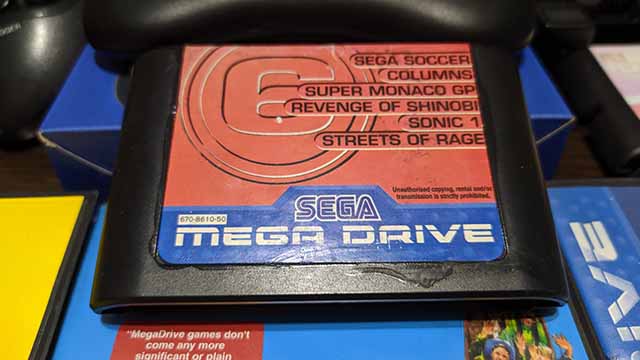 6
SEGA SOCCER
COLUMNS
SUPER MONACO GP
REVENGE OF SHINOBI
SONIC 1
STREETS OF RAGE
Unauthorised copying, rental and/or
transmission is strictly prohibited.
670-8610-50
SEGA
MEGA DRIVE
"MegaDrive games don't
come any more
significant or plain